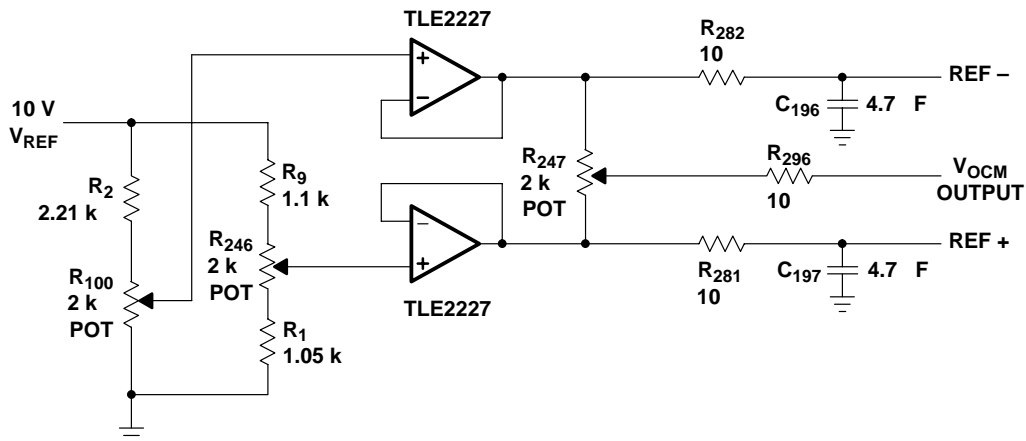 TLE2227
R282
10
REF –
10 V
VREF
C196
4.7 F
R2
2.21 k
R9
1.1 k
R247
2 k
POT
R296
10
VOCM
OUTPUT
R246
2 k
POT
R100
2 k
POT
R1
1.05 k
TLE2227
R281
10
C197
4.7 F
REF +
+
–
–
+